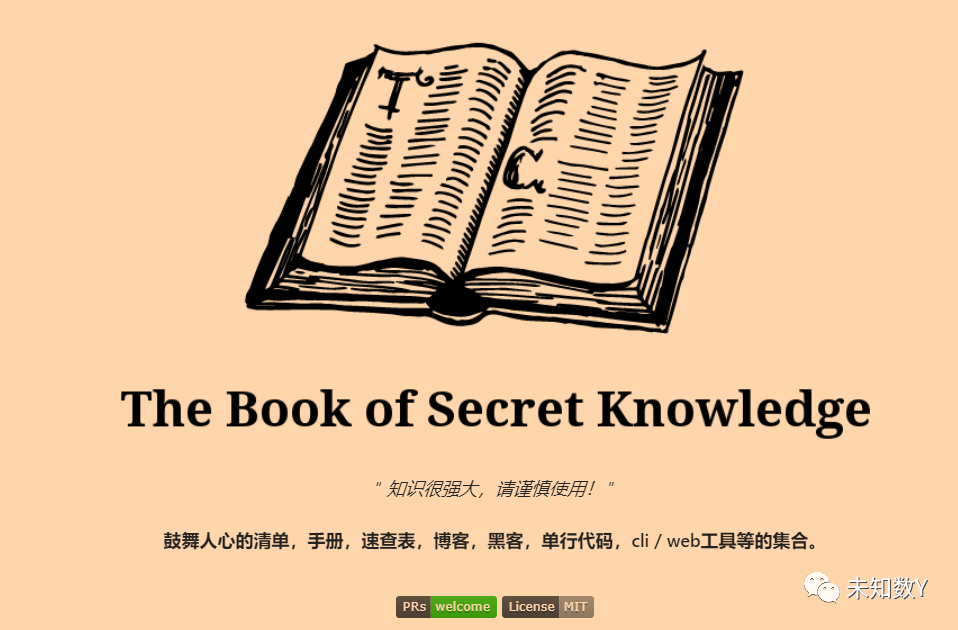 T
C
The Book of Secret Knowledge
" 知识很强大，请谨慎使用！"
鼓舞人心的清单，手册，速查表，博客，黑客，单行代码，cli / web工具等的集合。
未知数Y
PRs welcome License MIT